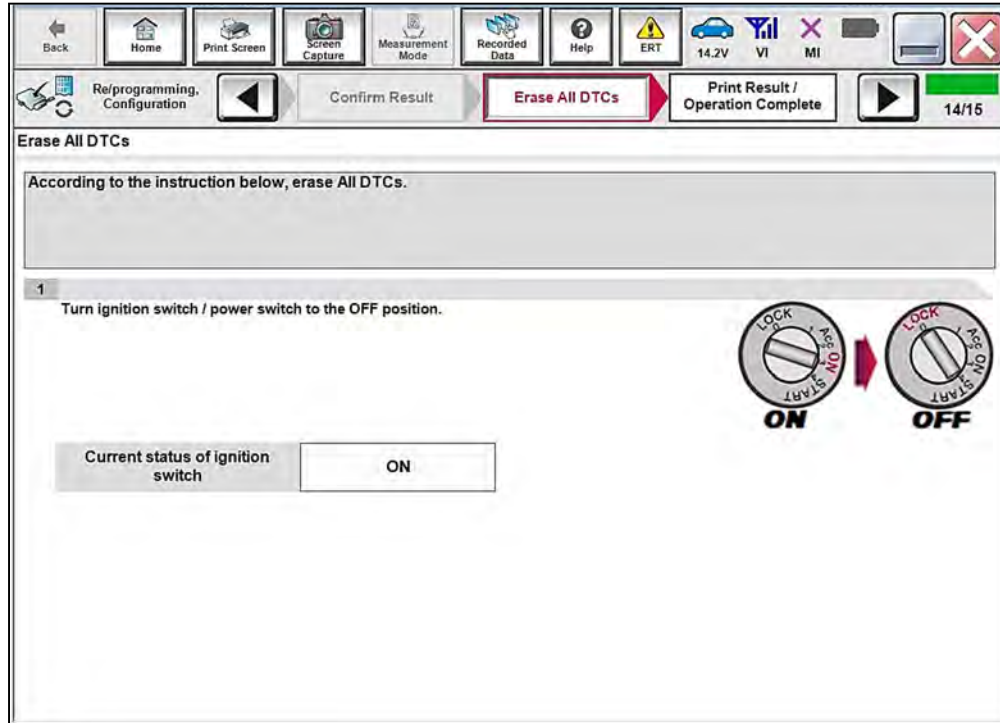 Back
Home
Print Screen
Screen
Capture
Measurement
Mode
Recorded
Data
Help
ERT
14.2V
VI
MI
Re/programming,
Configuration
Confirm Result
Erase All DTCs
Print Result /
Operation Complete
14/15
Erase All DTCs
According to the instruction below, erase All DTCs.
1
Turn ignition switch / power switch to the OFF position.
LOCK
Acc
ON
START
ON
LOCK
Acc
ON
START
OFF
Current status of ignition
switch
ON